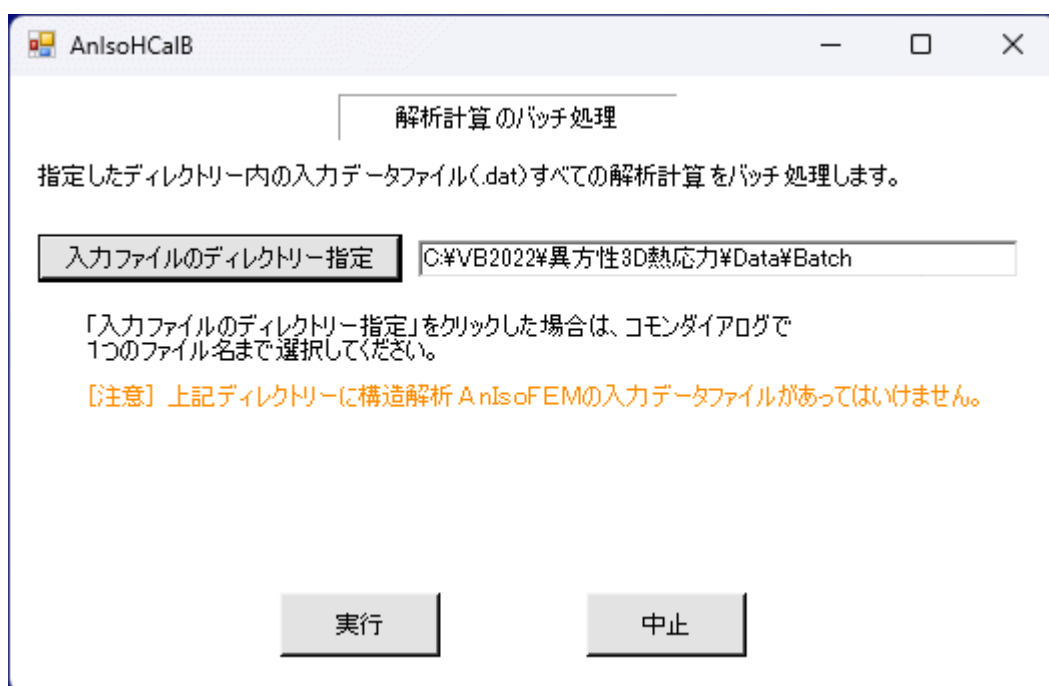 AnIsoHCalB
解析計算のバッチ処理
指定したディレクトリー内の入力データファイル(.dat)すべての解析計算をバッチ処理します。
入力ファイルのディレクトリー指定 C:¥VB2022¥異方性3D熱応力¥Data¥Batch
「入力ファイルのディレクトリー指定」をクリックした場合は、コモンダイアログで
1つのファイル名まで選択してください。
[注意] 上記ディレクトリーに構造解析AnIsoFEMの入力データファイルがあってはいけません。
実行 中止